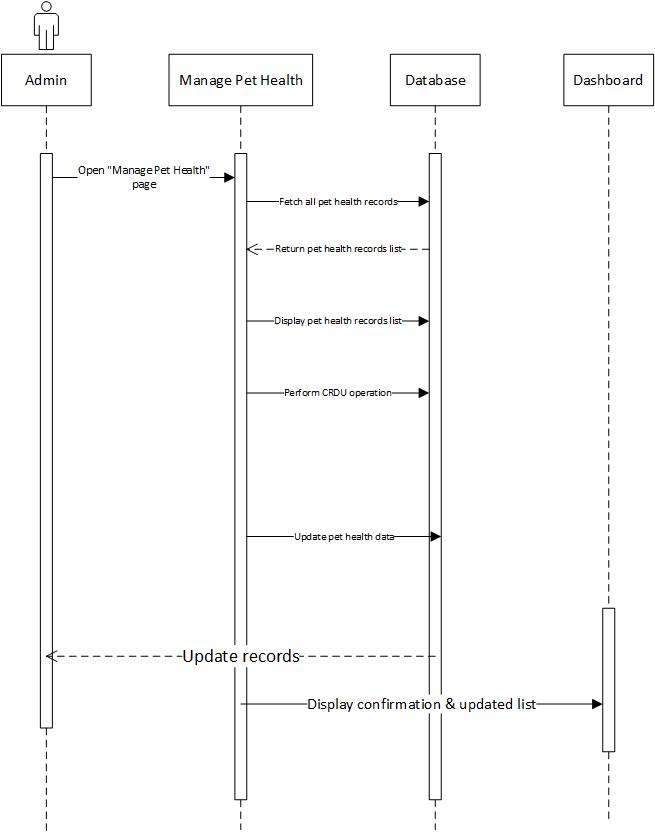 Admin
Manage Pet Health
Database
Dashboard
Open "Manage Pet Health"
page
Fetch all pet health records
Return pet health records list
Display pet health records list
Perform CRDU operation
Update pet health data
Update records
Display confirmation & updated list